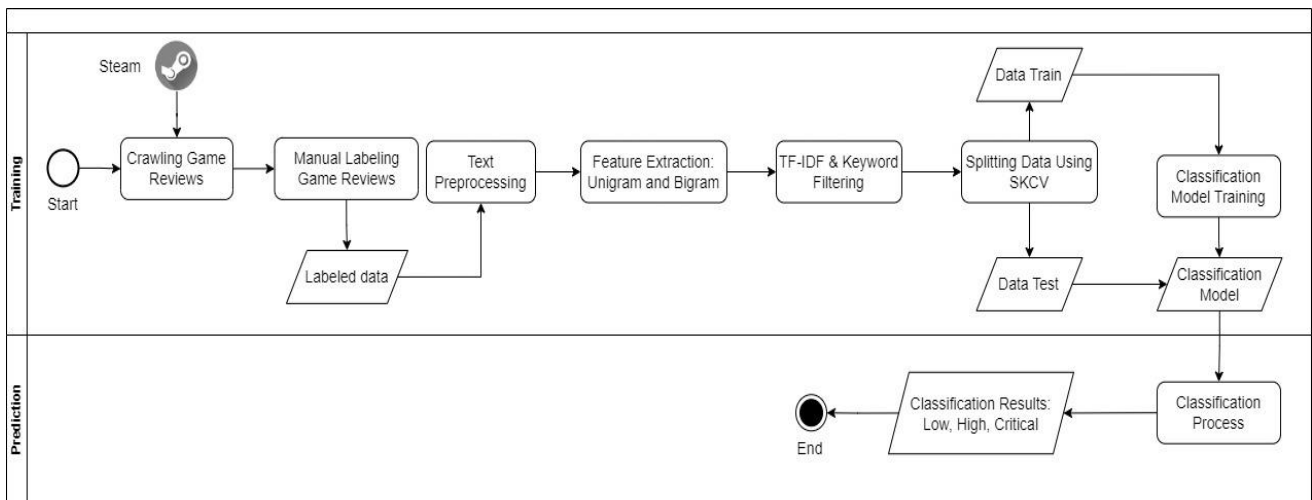 Training
Steam
Start
Crawling Game
Reviews
Manual Labeling
Game Reviews
Labeled data
Text
Preprocessing
Feature Extraction:
Unigram and Bigram
TF-IDF & Keyword
Filtering
Splitting Data Using
SKCV
Data Train
Data Test
Classification
Model Training
Classification
Model
Prediction
Classification
Process
Classification Results:
Low, High, Critical
End